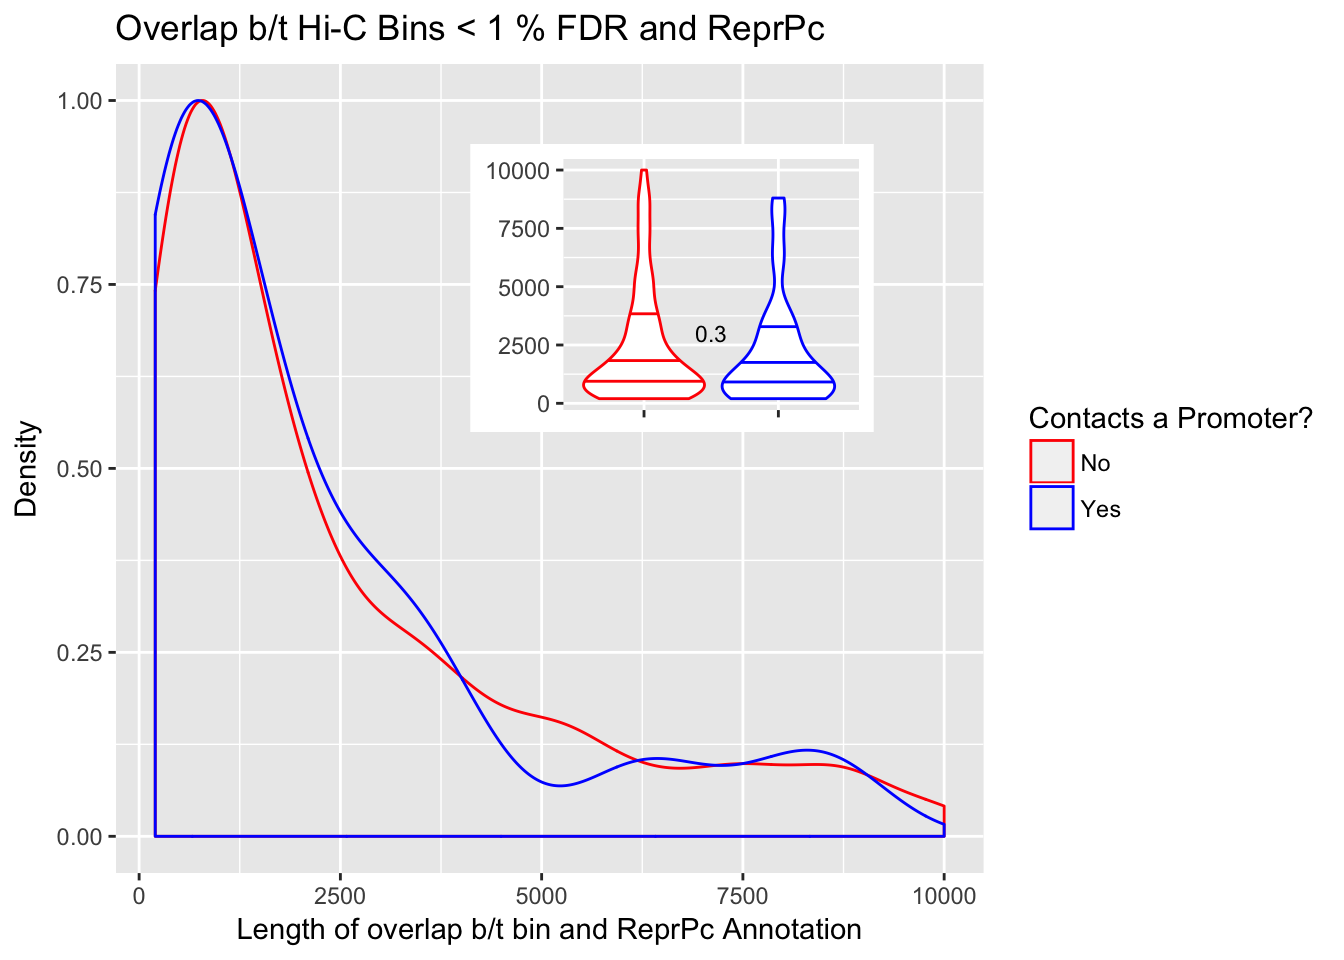 Overlap b/t Hi-C Bins < 1 % FDR and ReprPc
1.00
0.75
0.50
0.25
0.00
Density
0
2500
5000
7500
10000
Length of overlap b/t bin and ReprPc Annotation
10000
7500
5000
2500
0
0.3
Contacts a Promoter?
No
Yes